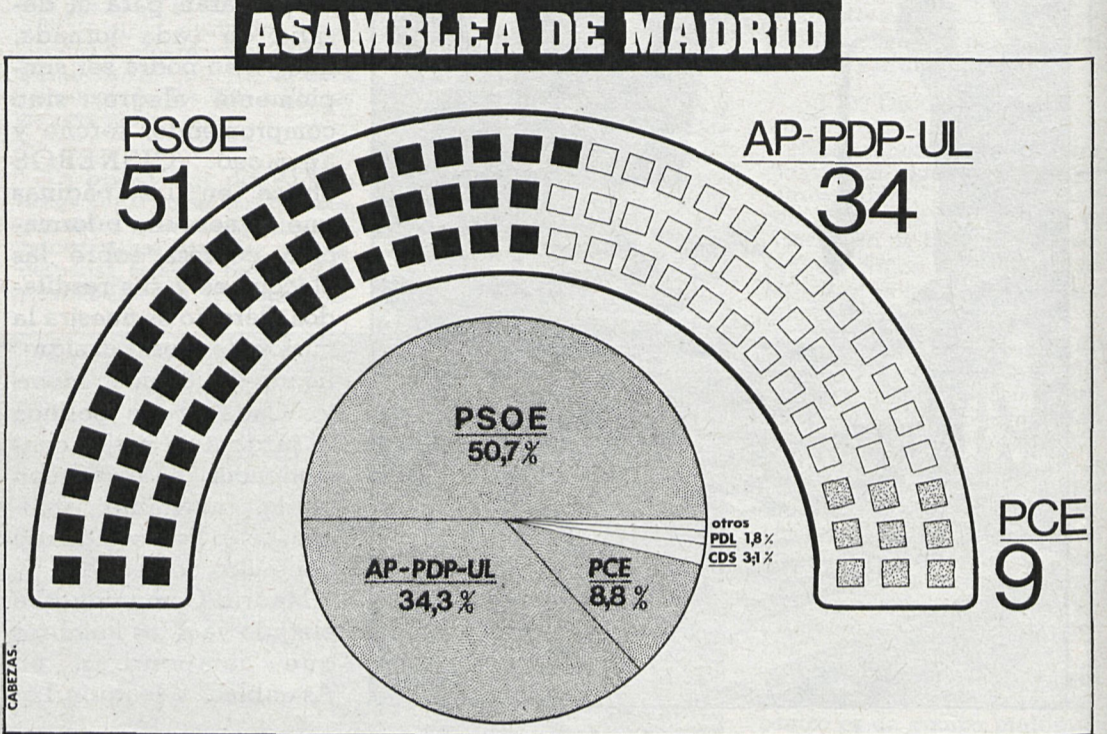 ASAMBLEA DE MADRID
PSOE
51
AP-PDP-UL
34
PCE
9
PSOE
50,7%
AP-PDP-UL
34,3%
PCE
8,8%
otros
PDL 1,8%
CDS 3,1%
CABEZAS.